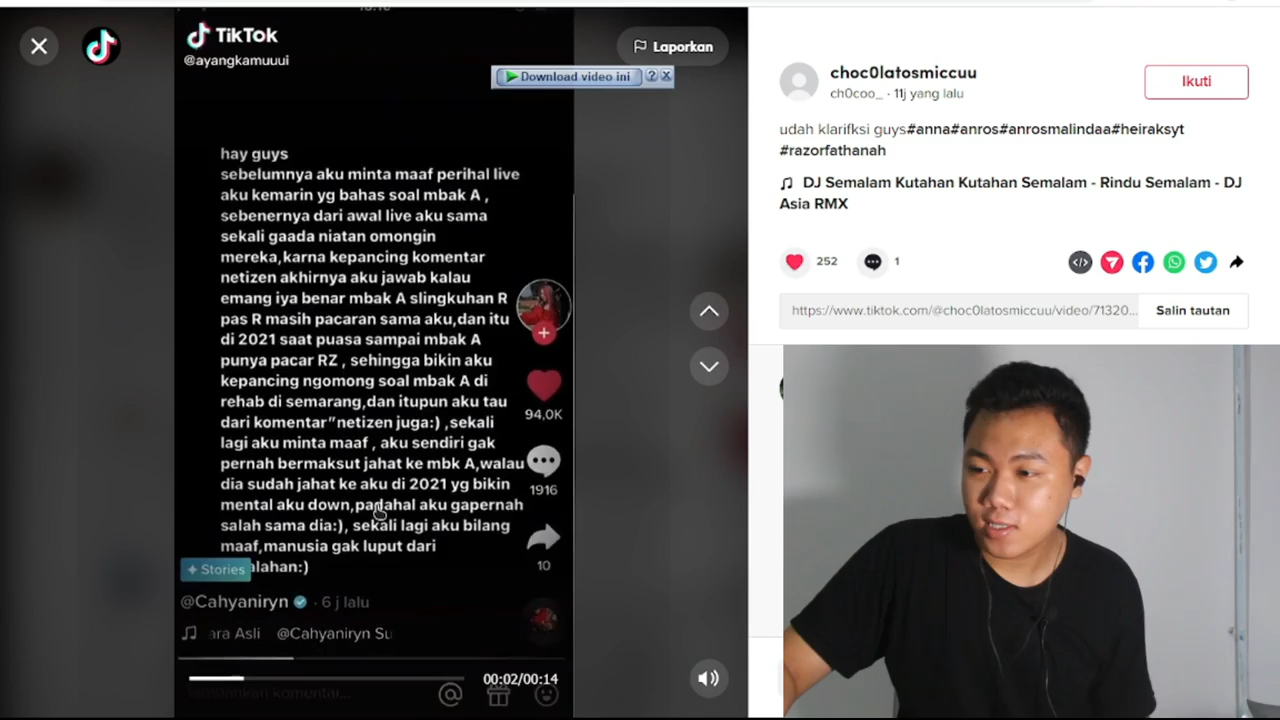 TikTok
@ayangkamuuui
Laporkan
Download video ini
hay guys
sebelumnya aku minta maaf perihal live
aku kemarin yg bahas soal mbak A ,
sebenernya dari awal live aku sama
sekali gaada niatan omongin
mereka,karna kepancing komentar
netizen akhirnya aku jawab kalau
emang iya benar mbak A slingkuhan R
pas R masih pacaran sama aku,dan itu
di 2021 saat puasa sampai mbak A
punya pacar RZ , sehingga bikin aku
kepancing ngomong soal mbak A di
rehab di semarang,dan itupun aku tau
dari komentar"netizen juga:) ,sekali
lagi aku minta maaf , aku sendiri gak
pernah bermaksut jahat ke mbk A,walau
dia sudah jahat ke aku di 2021 yg bikin
mental aku down,padahal aku gapernah
salah sama dia:), sekali lagi aku bilang
maaf,manusia gak luput dari
alahan:)
94,0K
1916
10
Stories
@Cahyaniryn · 6 j lalu
ara Asli @Cahyaniryn Su
00:02/00:14
choc0latosmiccuu
ch0coo_ · 11j yang lalu
Ikuti
udah klarifksi guys#anna#anros#anrosmalindaa#heiraksyt
#razorfathanah
DJ Semalam Kutahan Kutahan Semalam - Rindu Semalam - DJ
Asia RMX
252
1
https://www.tiktok.com/@choc0latosmiccuu/video/71320...
Salin tautan